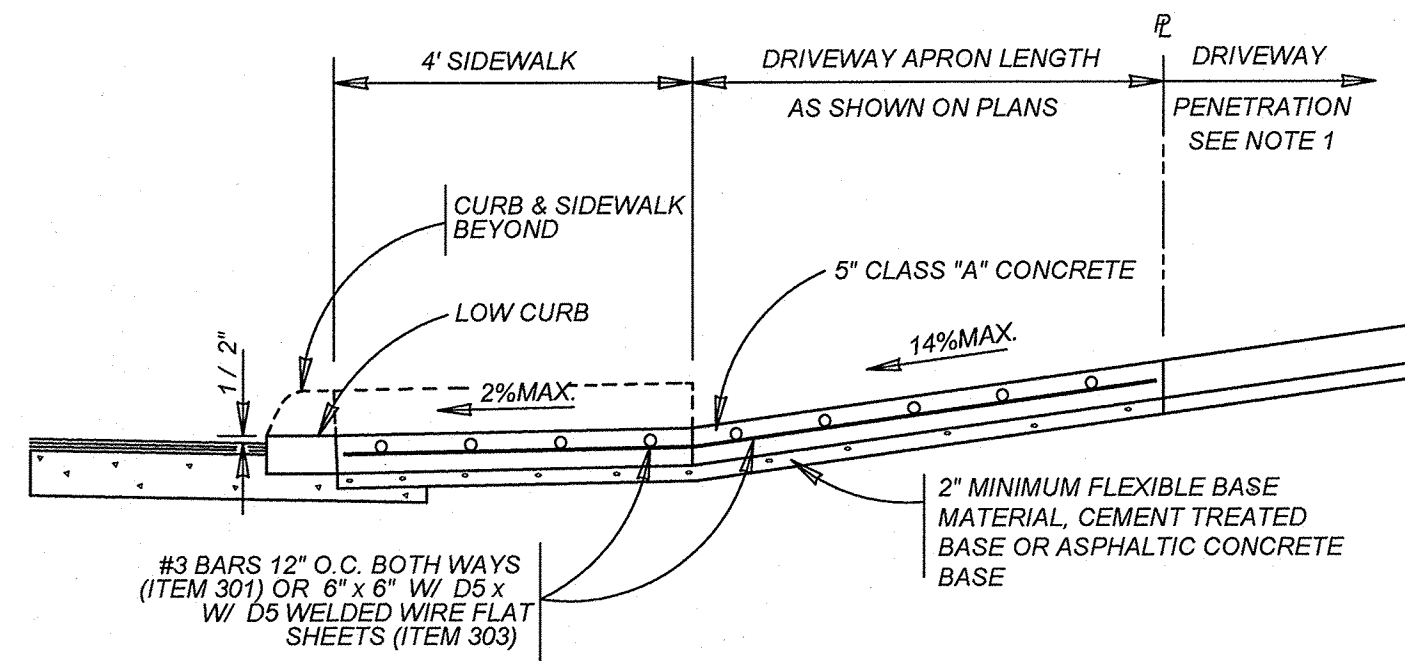 ℄
4' SIDEWALK
DRIVEWAY APRON LENGTH
AS SHOWN ON PLANS
DRIVEWAY
PENETRATION
SEE NOTE 1
CURB & SIDEWALK
BEYOND
5" CLASS "A" CONCRETE
LOW CURB
14%MAX.
1 / 2"
2%MAX.
2" MINIMUM FLEXIBLE BASE
MATERIAL, CEMENT TREATED
BASE OR ASPHALTIC CONCRETE
BASE
#3 BARS 12" O.C. BOTH WAYS
(ITEM 301) OR 6" x 6" W/ D5 x
W/ D5 WELDED WIRE FLAT
SHEETS (ITEM 303)